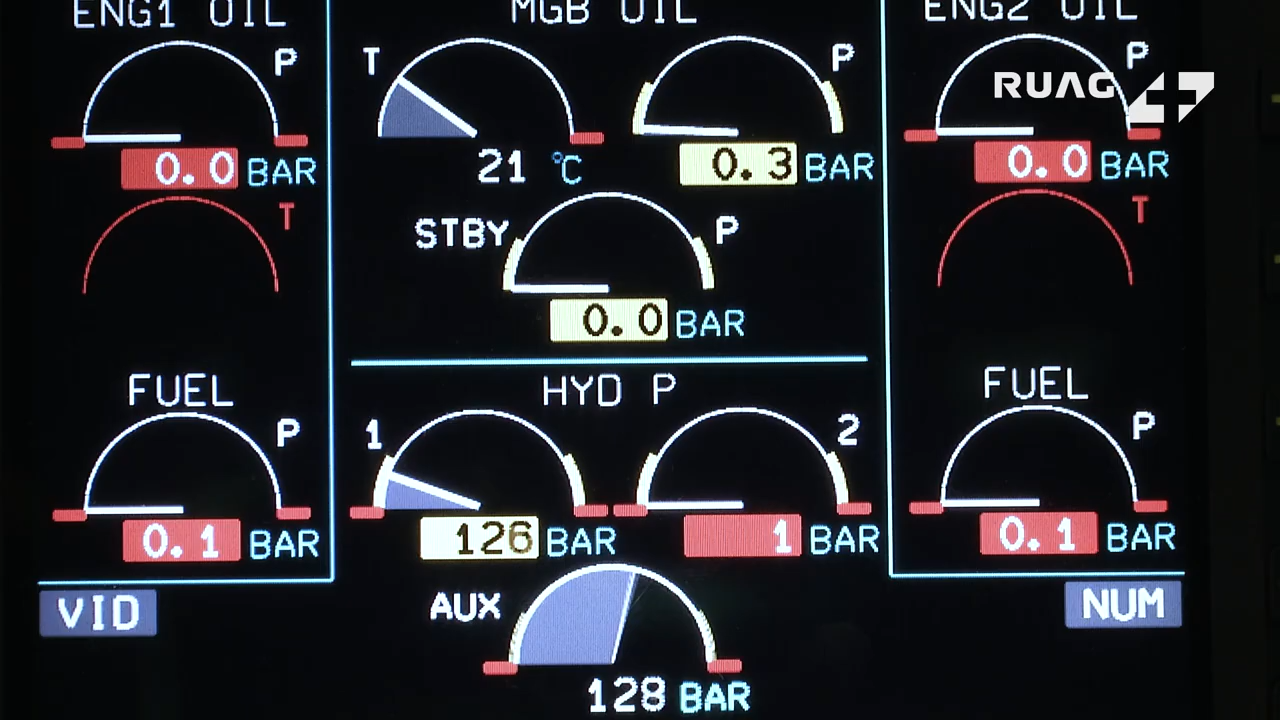 ENG1 OIL
MGB OIL
ENG2 OIL
P
T
P
P
RUAG
0.0 BAR
21 °C
0.3 BAR
0.0 BAR
T
STBY
P
T
0.0 BAR
FUEL
HYD P
FUEL
P
1
2
P
0.1 BAR
126 BAR
1 BAR
0.1 BAR
VID
AUX
NUM
128 BAR